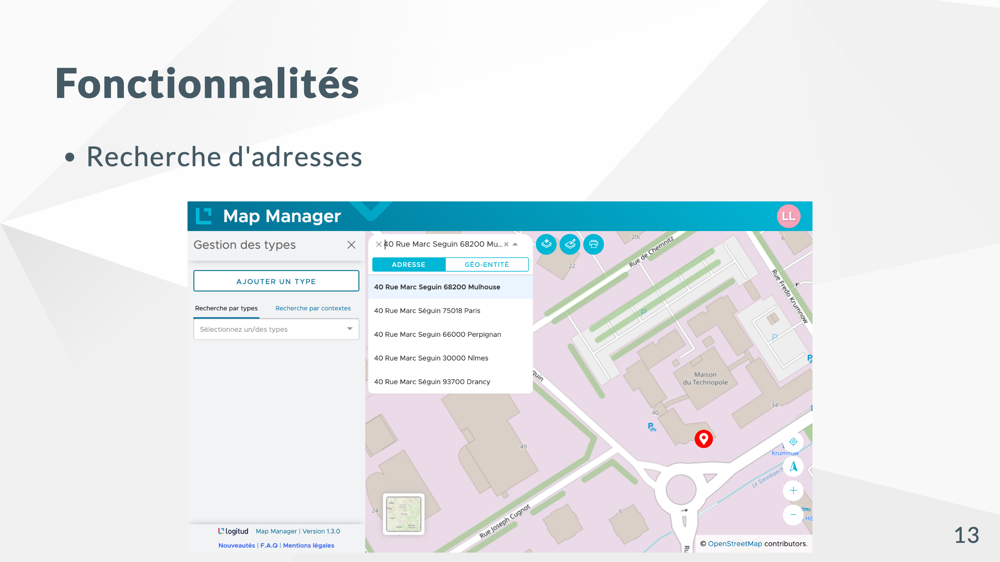 Fonctionnalités
• Recherche d'adresses
Map Manager
LL
Gestion des types
AJOUTER UN TYPE
Recherche par types
Recherche par contextes
Sélectionnez un/des types
40 Rue Marc Seguin 68200 Mu...
ADRESSE
GÉO-ENTITÉ
40 Rue Marc Seguin 68200 Mulhouse
40 Rue Marc Séguin 75018 Paris
40 Rue Marc Seguin 66000 Perpignan
40 Rue Marc Seguin 30000 Nîmes
40 Rue Marc Séguin 93700 Drancy
20c
Rue de Chemnitz
6
22
Rue Fredo Krumnow
P
P
P
guin
Maison
du Technopole
34
40
P
49
Krumnow
Le Steinbaech
24
5
Rue Joseph Cugnot
Hô
Ru
France
logitud
Map Manager | Version 1.3.0
Nouveautés | F.A.Q | Mentions légales
© OpenStreetMap contributors.
13